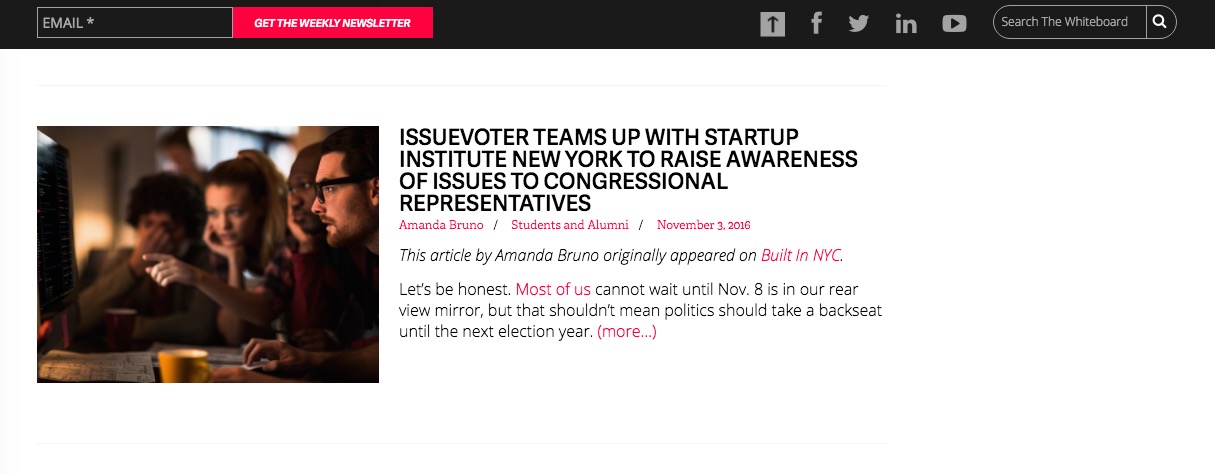 EMAIL *
GET THE WEEKLY NEWSLETTER
Search The Whiteboard
ISSUEVOTER TEAMS UP WITH STARTUP
INSTITUTE NEW YORK TO RAISE AWARENESS
OF ISSUES TO CONGRESSIONAL
REPRESENTATIVES
Amanda Bruno / Students and Alumni / November 3, 2016
This article by Amanda Bruno originally appeared on Built In NYC.
Let’s be honest. Most of us cannot wait until Nov. 8 is in our rear
view mirror, but that shouldn’t mean politics should take a backseat
until the next election year. (more…)